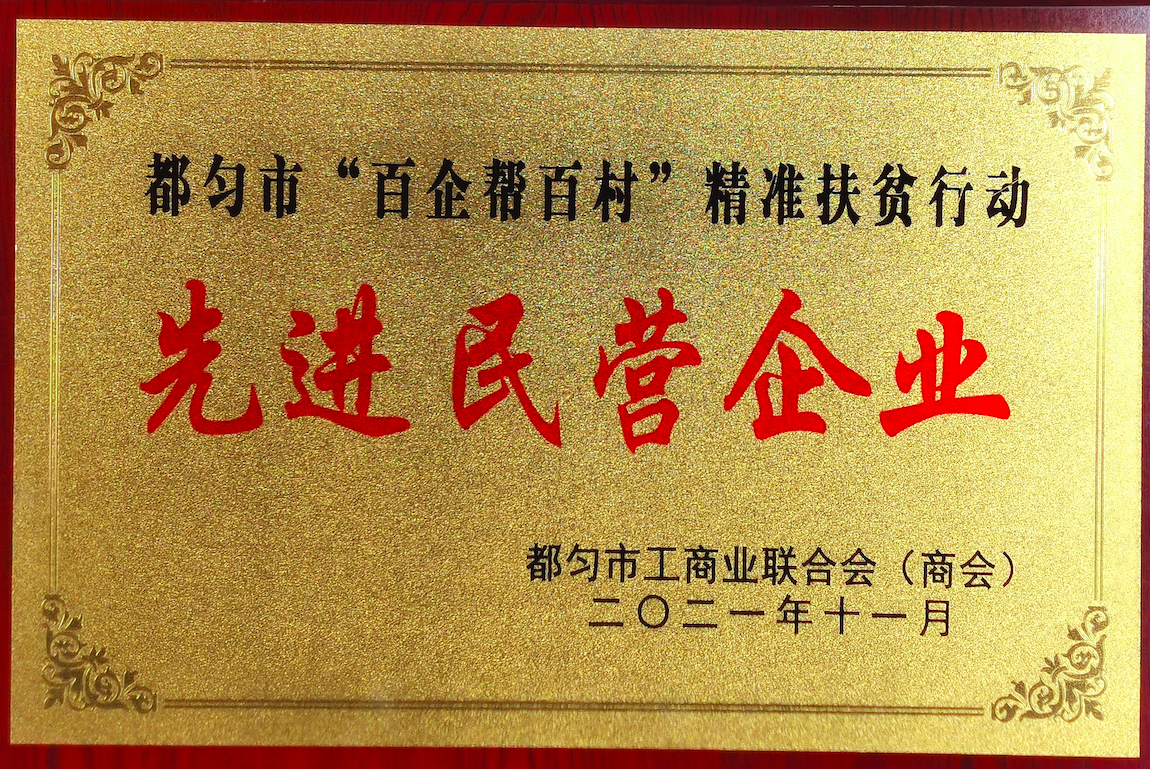 都匀市“百企帮百村”精准扶贫行动
先进民营企业
都匀市工商业联合会（商会）
二〇二一年十一月